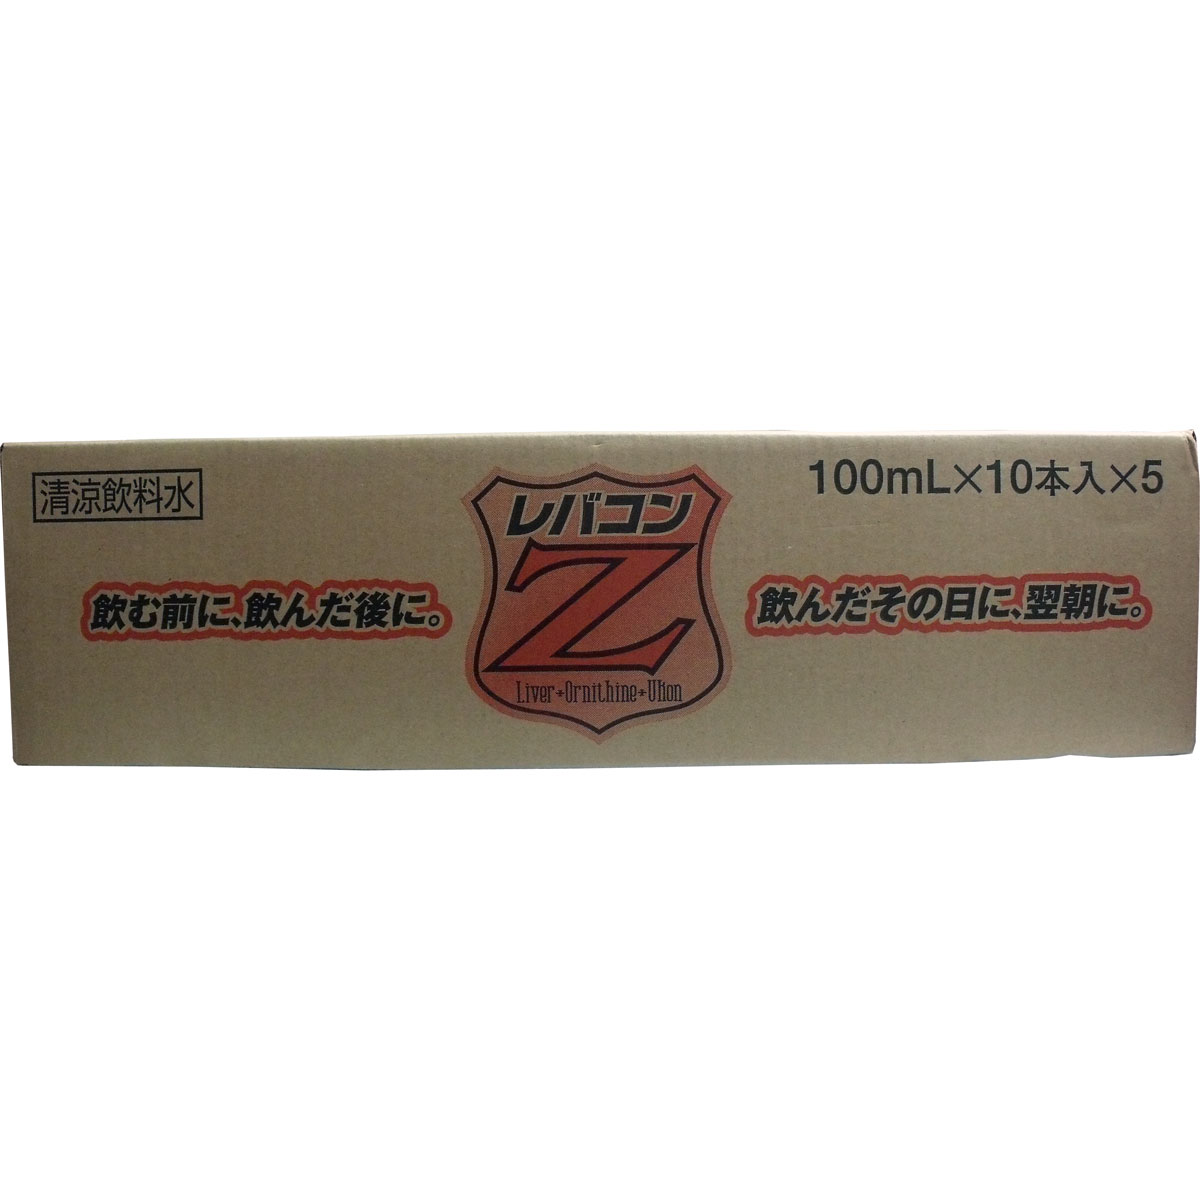 清涼飲料水
100mL×10本入×5
レバコン
Z
Liver+Ornithine+Ukon
飲む前に、飲んだ後に。
飲んだその日に、翌朝に。